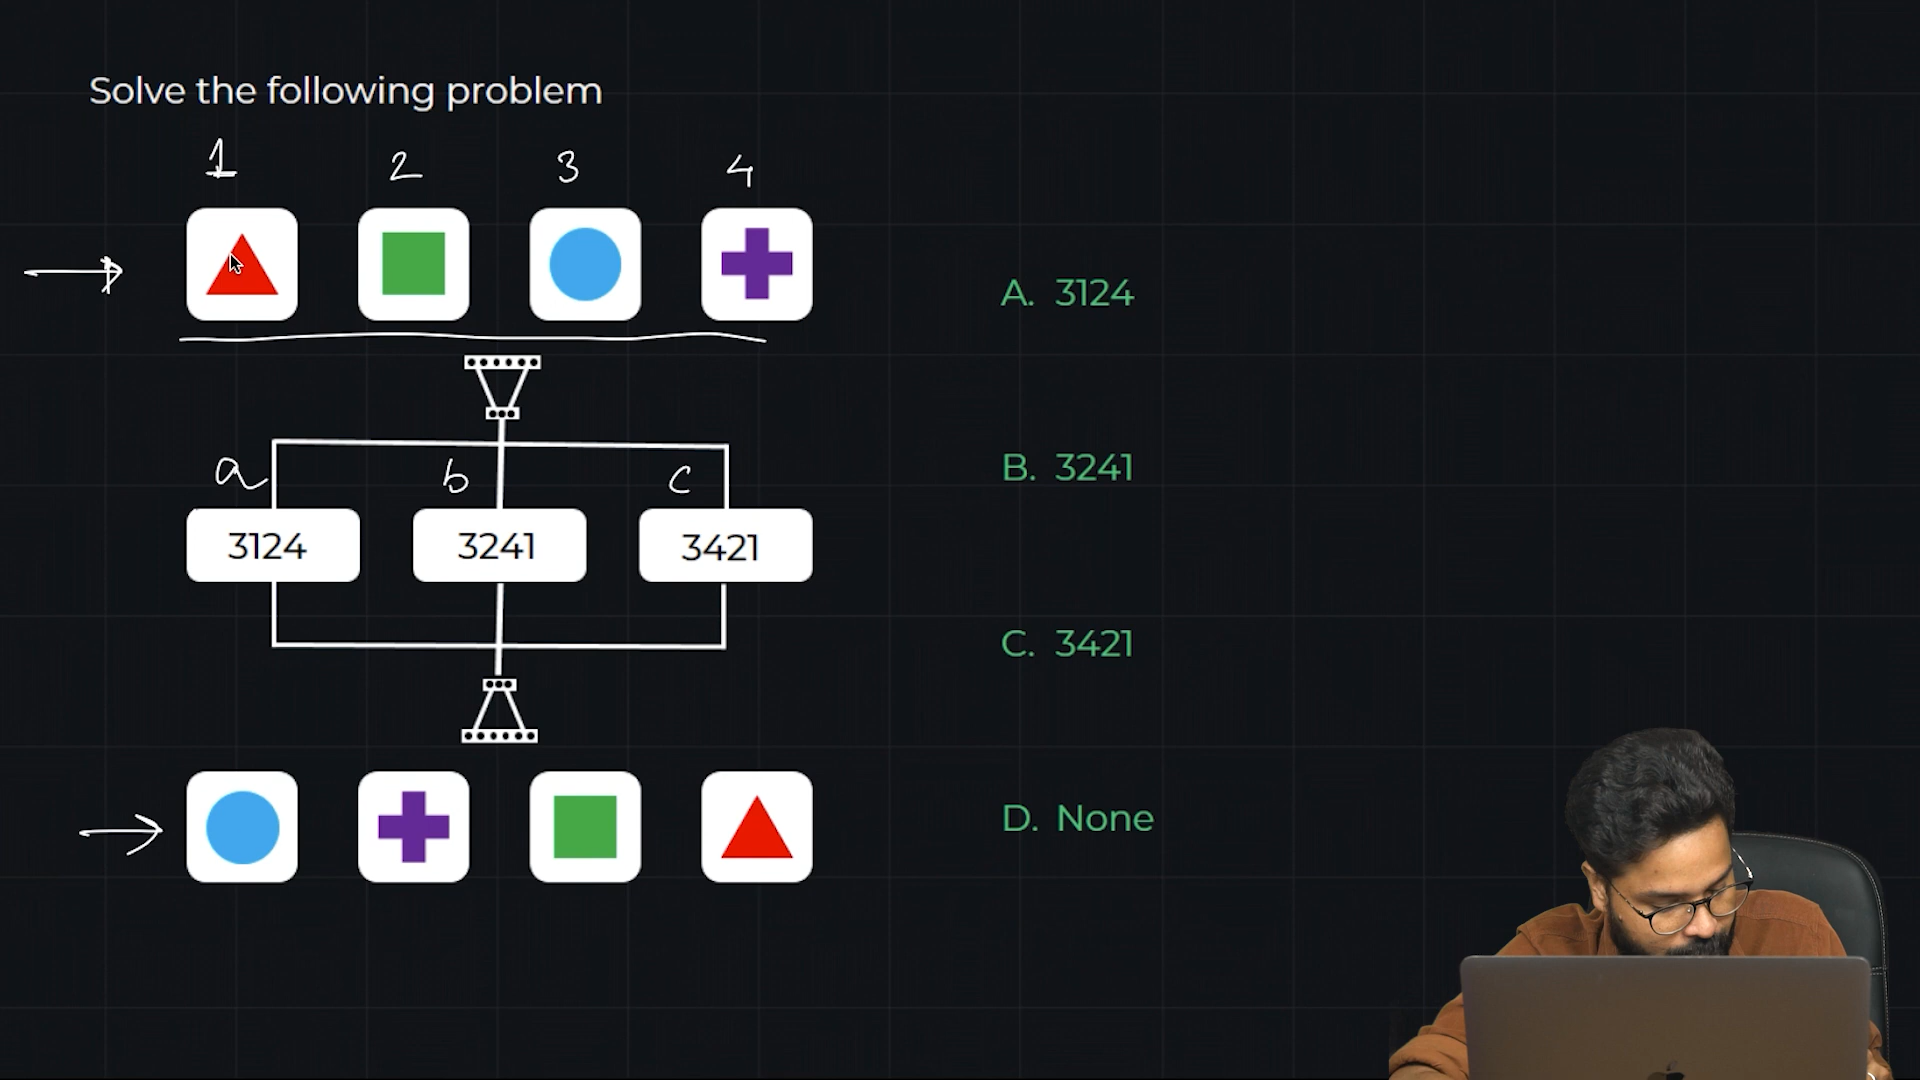 Solve the following problem
1 2 3 4
a b c
3124 3241 3421
A. 3124
B. 3241
C. 3421
D. None